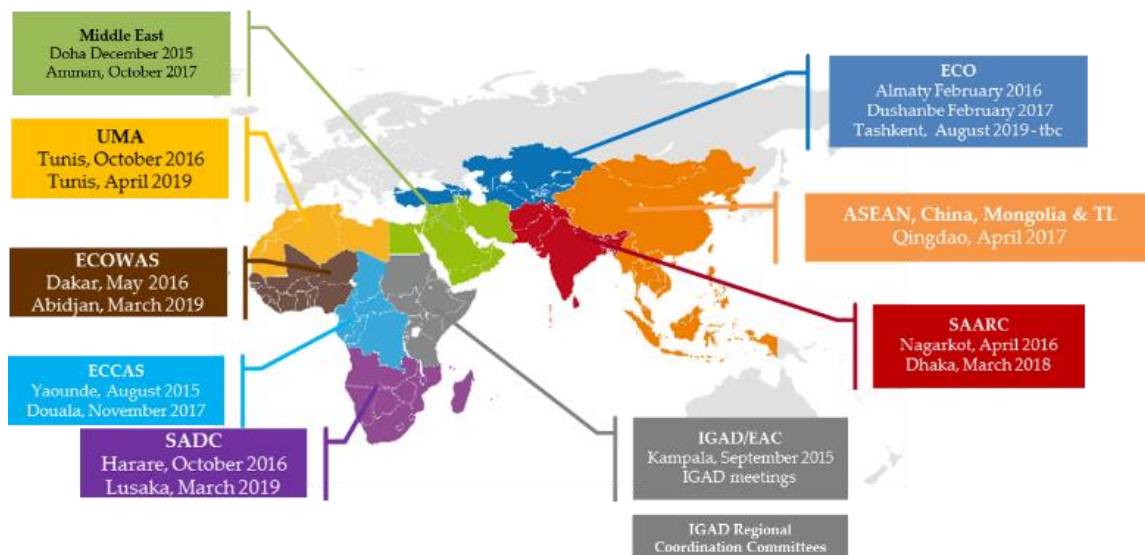 Middle East
Doha December 2015
Amman, October 2017
ECO
Almaty February 2016
Dushanbe February 2017
Tashkent, August 2019 - tbc
UMA
Tunis, October 2016
Tunis, April 2019
ASEAN, China, Mongolia & TL
Qingdao, April 2017
ECOWAS
Dakar, May 2016
Abidjan, March 2019
SAARC
Nagarkot, April 2016
Dhaka, March 2018
ECCAS
Yaounde, August 2015
Douala, November 2017
SADC
Harare, October 2016
Lusaka, March 2019
IGAD/EAC
Kampala, September 2015
IGAD meetings
IGAD Regional
Coordination Committees